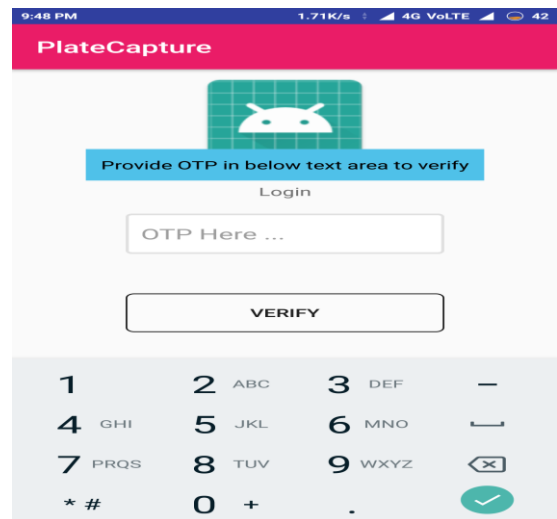 9:48 PM 1.71K/s 4G VoLTE 42
PlateCapture
Provide OTP in below text area to verify
Login
OTP Here ...
VERIFY
1 2 ABC 3 DEF –
4 GHI 5 JKL 6 MNO
7 PRQS 8 TUV 9 WXYZ
* # 0 + .